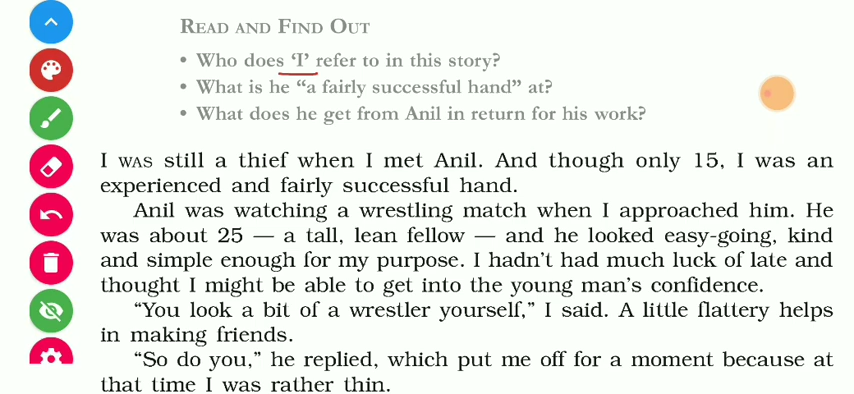 READ AND FIND OUT
• Who does ‘I’ refer to in this story?
• What is he “a fairly successful hand” at?
• What does he get from Anil in return for his work?
I WAS still a thief when I met Anil. And though only 15, I was an
experienced and fairly successful hand.
Anil was watching a wrestling match when I approached him. He
was about 25 — a tall, lean fellow — and he looked easy-going, kind
and simple enough for my purpose. I hadn’t had much luck of late and
thought I might be able to get into the young man’s confidence.
“You look a bit of a wrestler yourself,” I said. A little flattery helps
in making friends.
“So do you,” he replied, which put me off for a moment because at
that time I was rather thin.